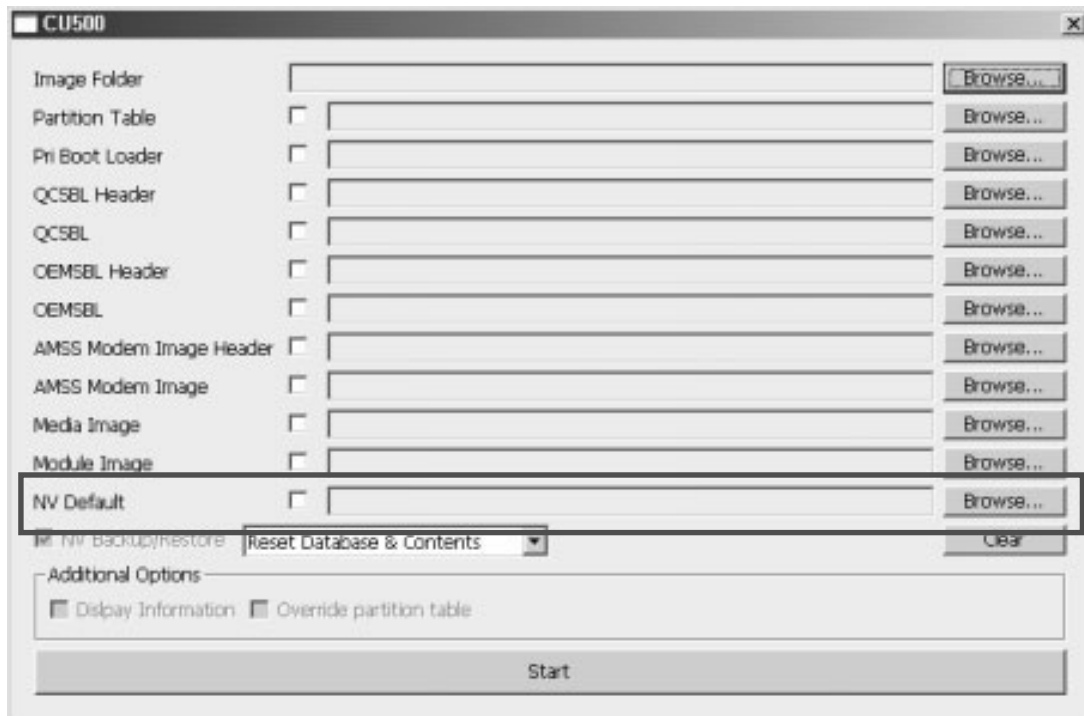 CU500
Image Folder Browse...
Partition Table Browse...
Pri Boot Loader Browse...
QCSBL Header Browse...
QCSBL Browse...
OEMSBL Header Browse...
OEMSBL Browse...
AMSS Modem Image Header Browse...
AMSS Modem Image Browse...
Media Image Browse...
Module Image Browse...
NV Default Browse...
NV Backup/Restore Reset Database & Contents Clear
Additional Options
Dislpay Information Override partition table
Start